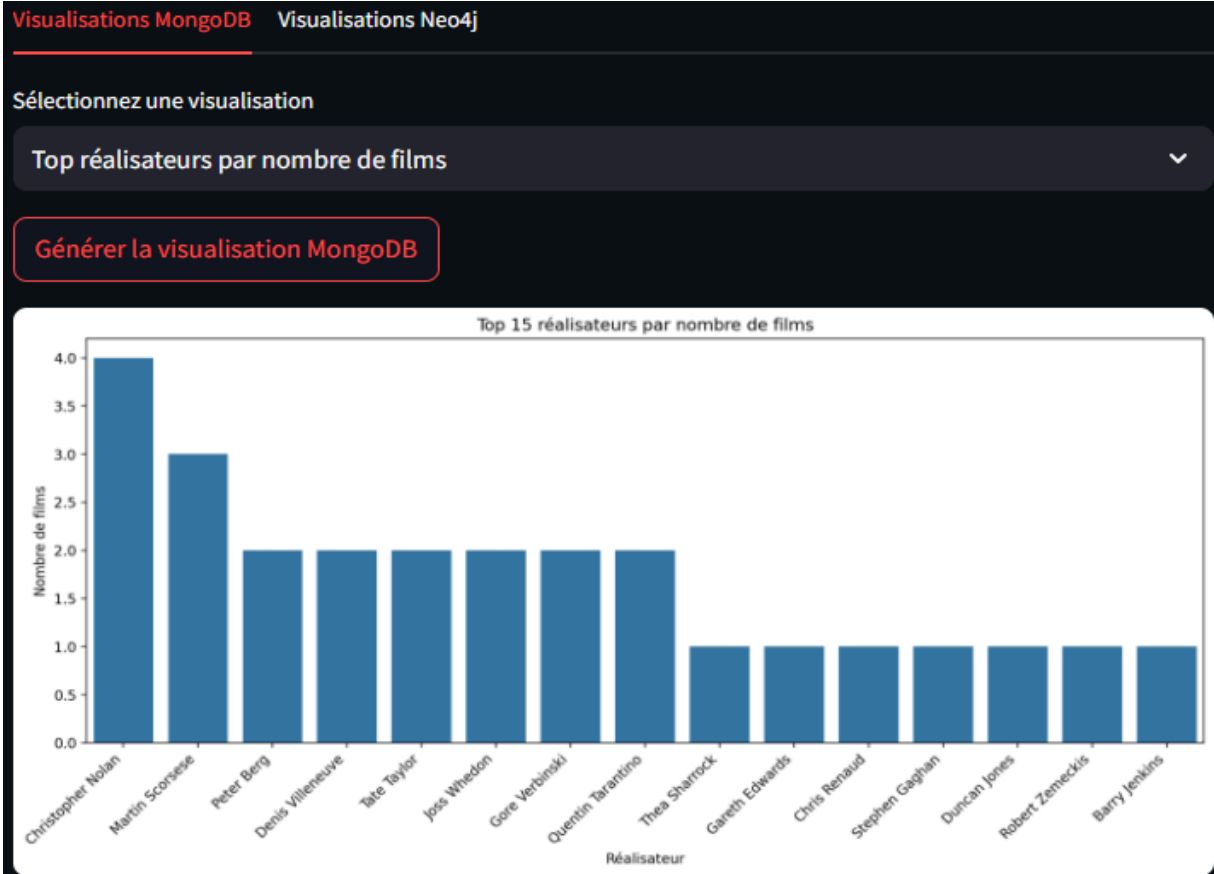 Visualisations MongoDB Visualisations Neo4j
Sélectionnez une visualisation
Top réalisateurs par nombre de films
Générer la visualisation MongoDB
Top 15 réalisateurs par nombre de films
Nombre de films
4.0
3.5
3.0
2.5
2.0
1.5
1.0
0.5
0.0
Christopher Nolan
Martin Scorsese
Peter Berg
Denis Villeneuve
Tate Taylor
Joss Whedon
Gore Verbinski
Quentin Tarantino
Thea Sharrock
Gareth Edwards
Chris Renaud
Stephen Gaghan
Duncan Jones
Robert Zemeckis
Barry Jenkins
Réalisateur